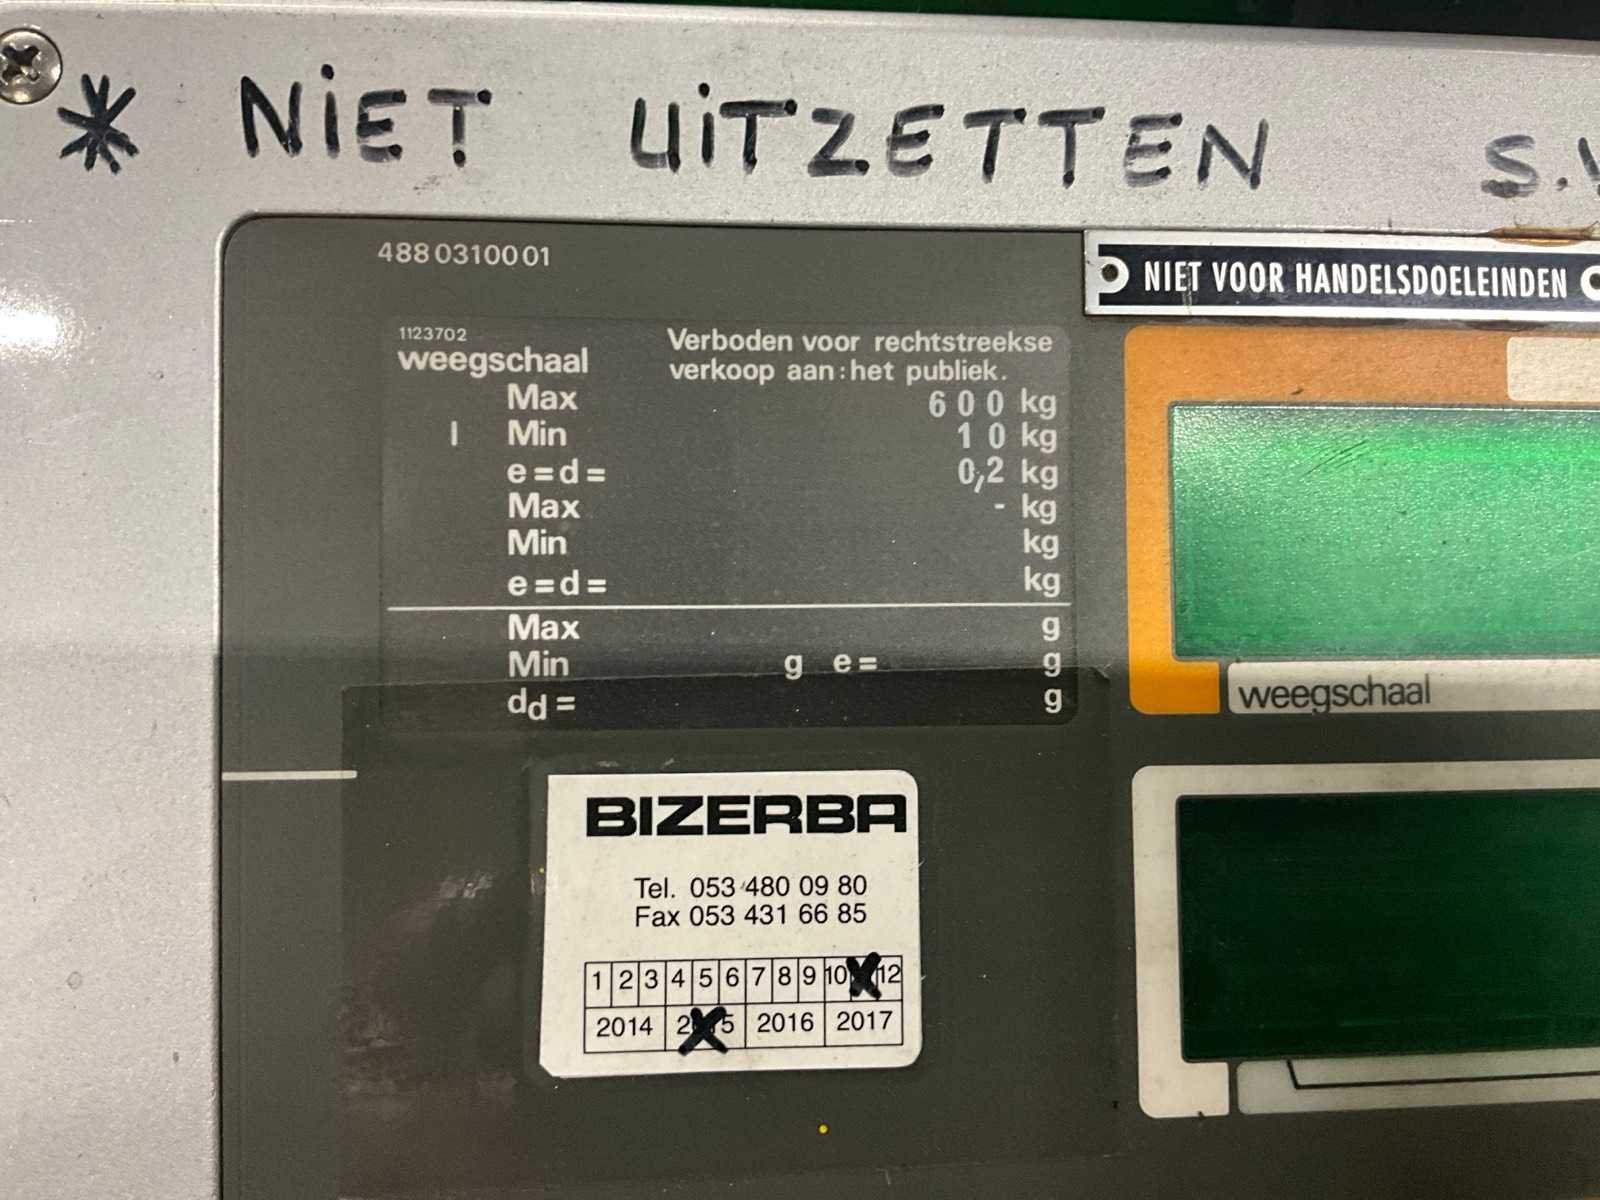 * NIET UITZETTEN S.V
4880310001
NIET VOOR HANDELSDOELEINDEN
1123702
weegschaal
Verboden voor rechtstreekse
verkoop aan: het publiek.
Max 600 kg
I Min 10 kg
e=d= 0,2 kg
Max - kg
Min kg
e=d= kg
Max g
Min g e= g
dd= g
weegschaal
BIZERBA
Tel. 053 480 09 80
Fax 053 431 66 85
1 2 3 4 5 6 7 8 9 10 12
2014 2015 2016 2017